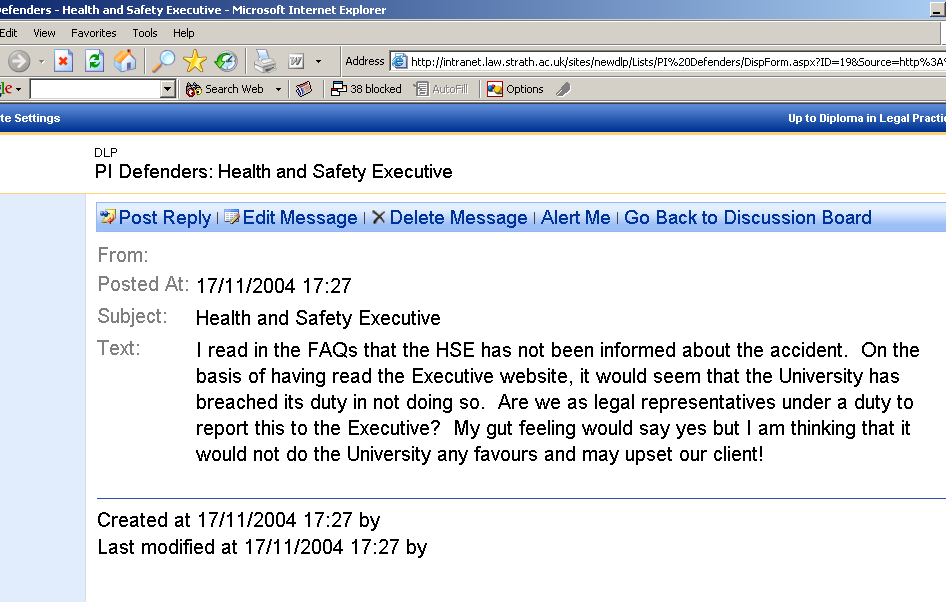 efenders - Health and Safety Executive - Microsoft Internet Explorer
Edit View Favorites Tools Help
Address http://intranet.law.strath.ac.uk/sites/newdlp/Lists/PI%20Defenders/DispForm.aspx?ID=19&Source=http%3A%
le Search Web 38 blocked AutoFill Options
te Settings Up to Diploma in Legal Practi
DLP
PI Defenders: Health and Safety Executive
Post Reply | Edit Message | Delete Message | Alert Me | Go Back to Discussion Board
From:
Posted At: 17/11/2004 17:27
Subject: Health and Safety Executive
Text: I read in the FAQs that the HSE has not been informed about the accident. On the
basis of having read the Executive website, it would seem that the University has
breached its duty in not doing so. Are we as legal representatives under a duty to
report this to the Executive? My gut feeling would say yes but I am thinking that it
would not do the University any favours and may upset our client!
Created at 17/11/2004 17:27 by
Last modified at 17/11/2004 17:27 by